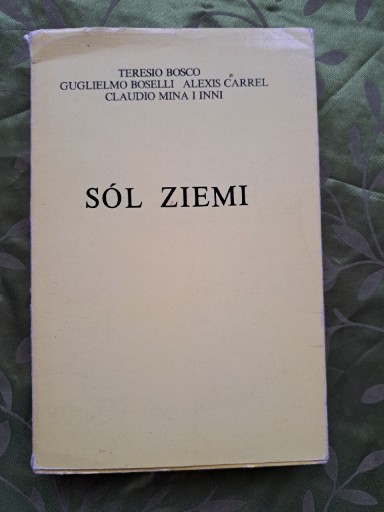 TERESIO BOSCO
GUGLIELMO BOSELLI ALEXIS CARREL
CLAUDIO MINA I INNI
SÓL ZIEMI